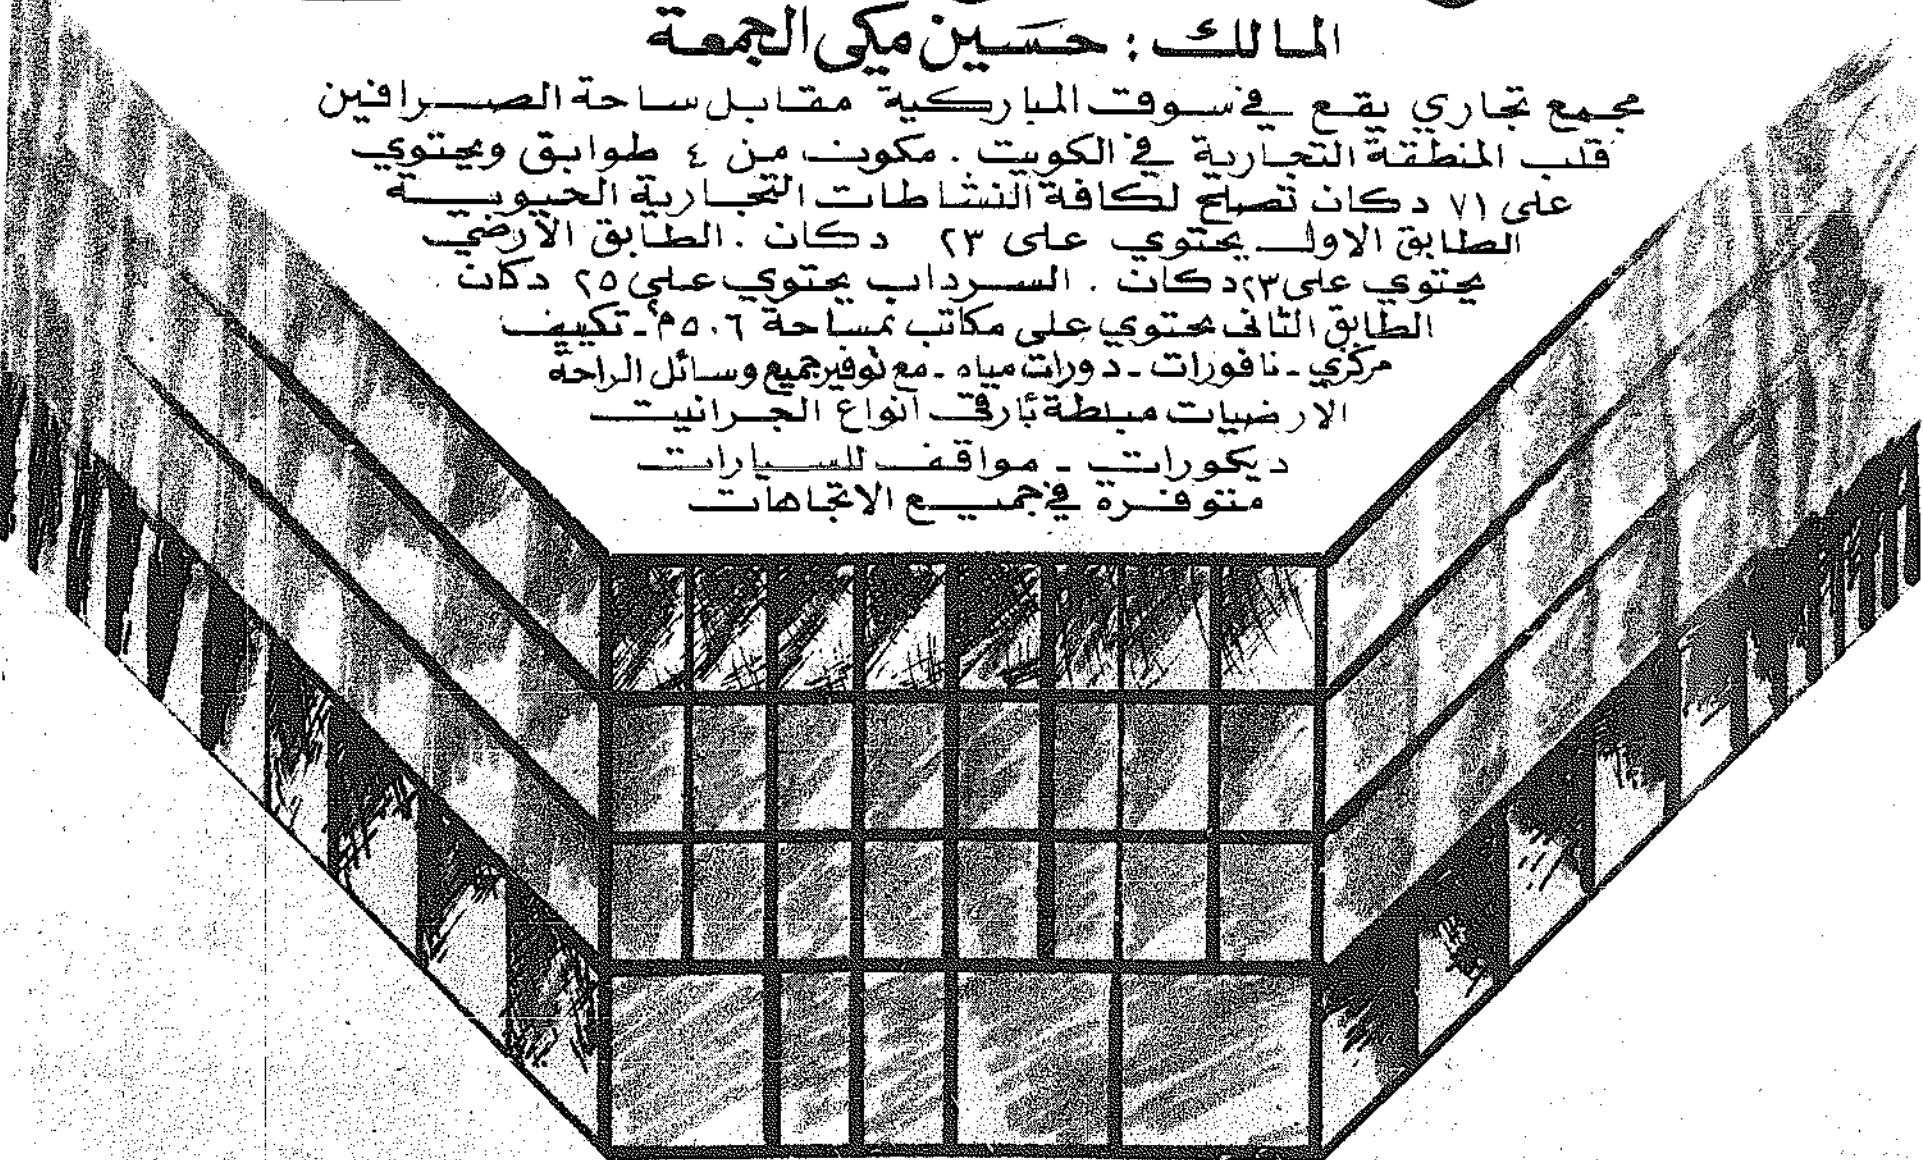 المالك : حسين مكي الجمعة
مجمع تجاري يقع في سوق المباركية مقابل ساحة الصرافين
قلب المنطقة التجارية في الكويت . مكون من ٤ طوابق ويحتوي
على ٧١ دكان تصلح لكافة النشاطات التجارية الحيوية
الطابق الاول يحتوي على ٢٣ دكان . الطابق الأرضي
يحتوي على ٢٣ دكان . السرداب يحتوي على ٢٥ دكان
الطابق الثاني يحتوي على مكاتب بمساحة ٥٠٦ م٢ - تكييف
مركزي - نافورات - دورات مياه - مع توفير جميع وسائل الراحة
الارضيات مبلطة بأرقى أنواع الجرانيت
ديكورات - مواقف للسيارات
متوفرة في جميع الاتجاهات